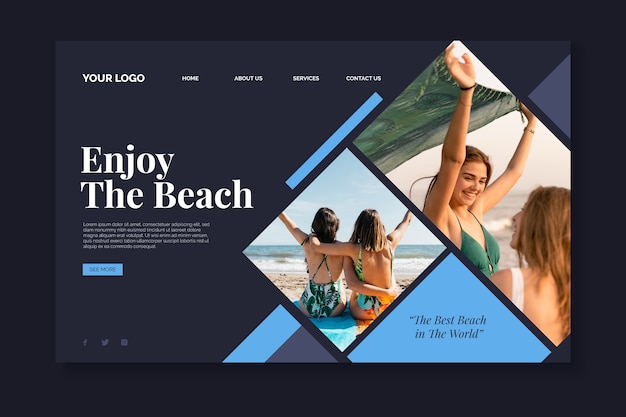 YOUR LOGO
HOME
ABOUT US
SERVICES
CONTACT US
Enjoy
The Beach
Lorem ipsum dolor sit amet, consectetur adipiscing elit,
sed diam nonummy nibh euismod tincidunt ut
laoreet dolore magna aliquam erat volutpat. Ut wisi
enim ad minim veniam, quis
SEE MORE
“The Best Beach
in The World”